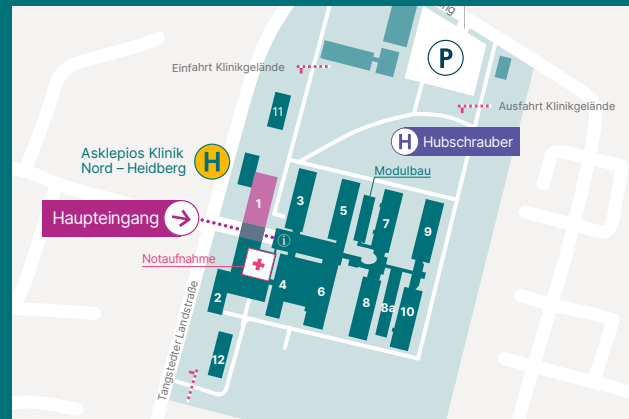 ng
P
Einfahrt Klinikgelände
Ausfahrt Klinikgelände
11
H Hubschrauber
Asklepios Klinik
Nord – Heidberg
H
Modulbau
1
3
5
7
9
Haupteingang
i
Notaufnahme
2
4
6
8
8a
10
12
Tangstedter Landstraße